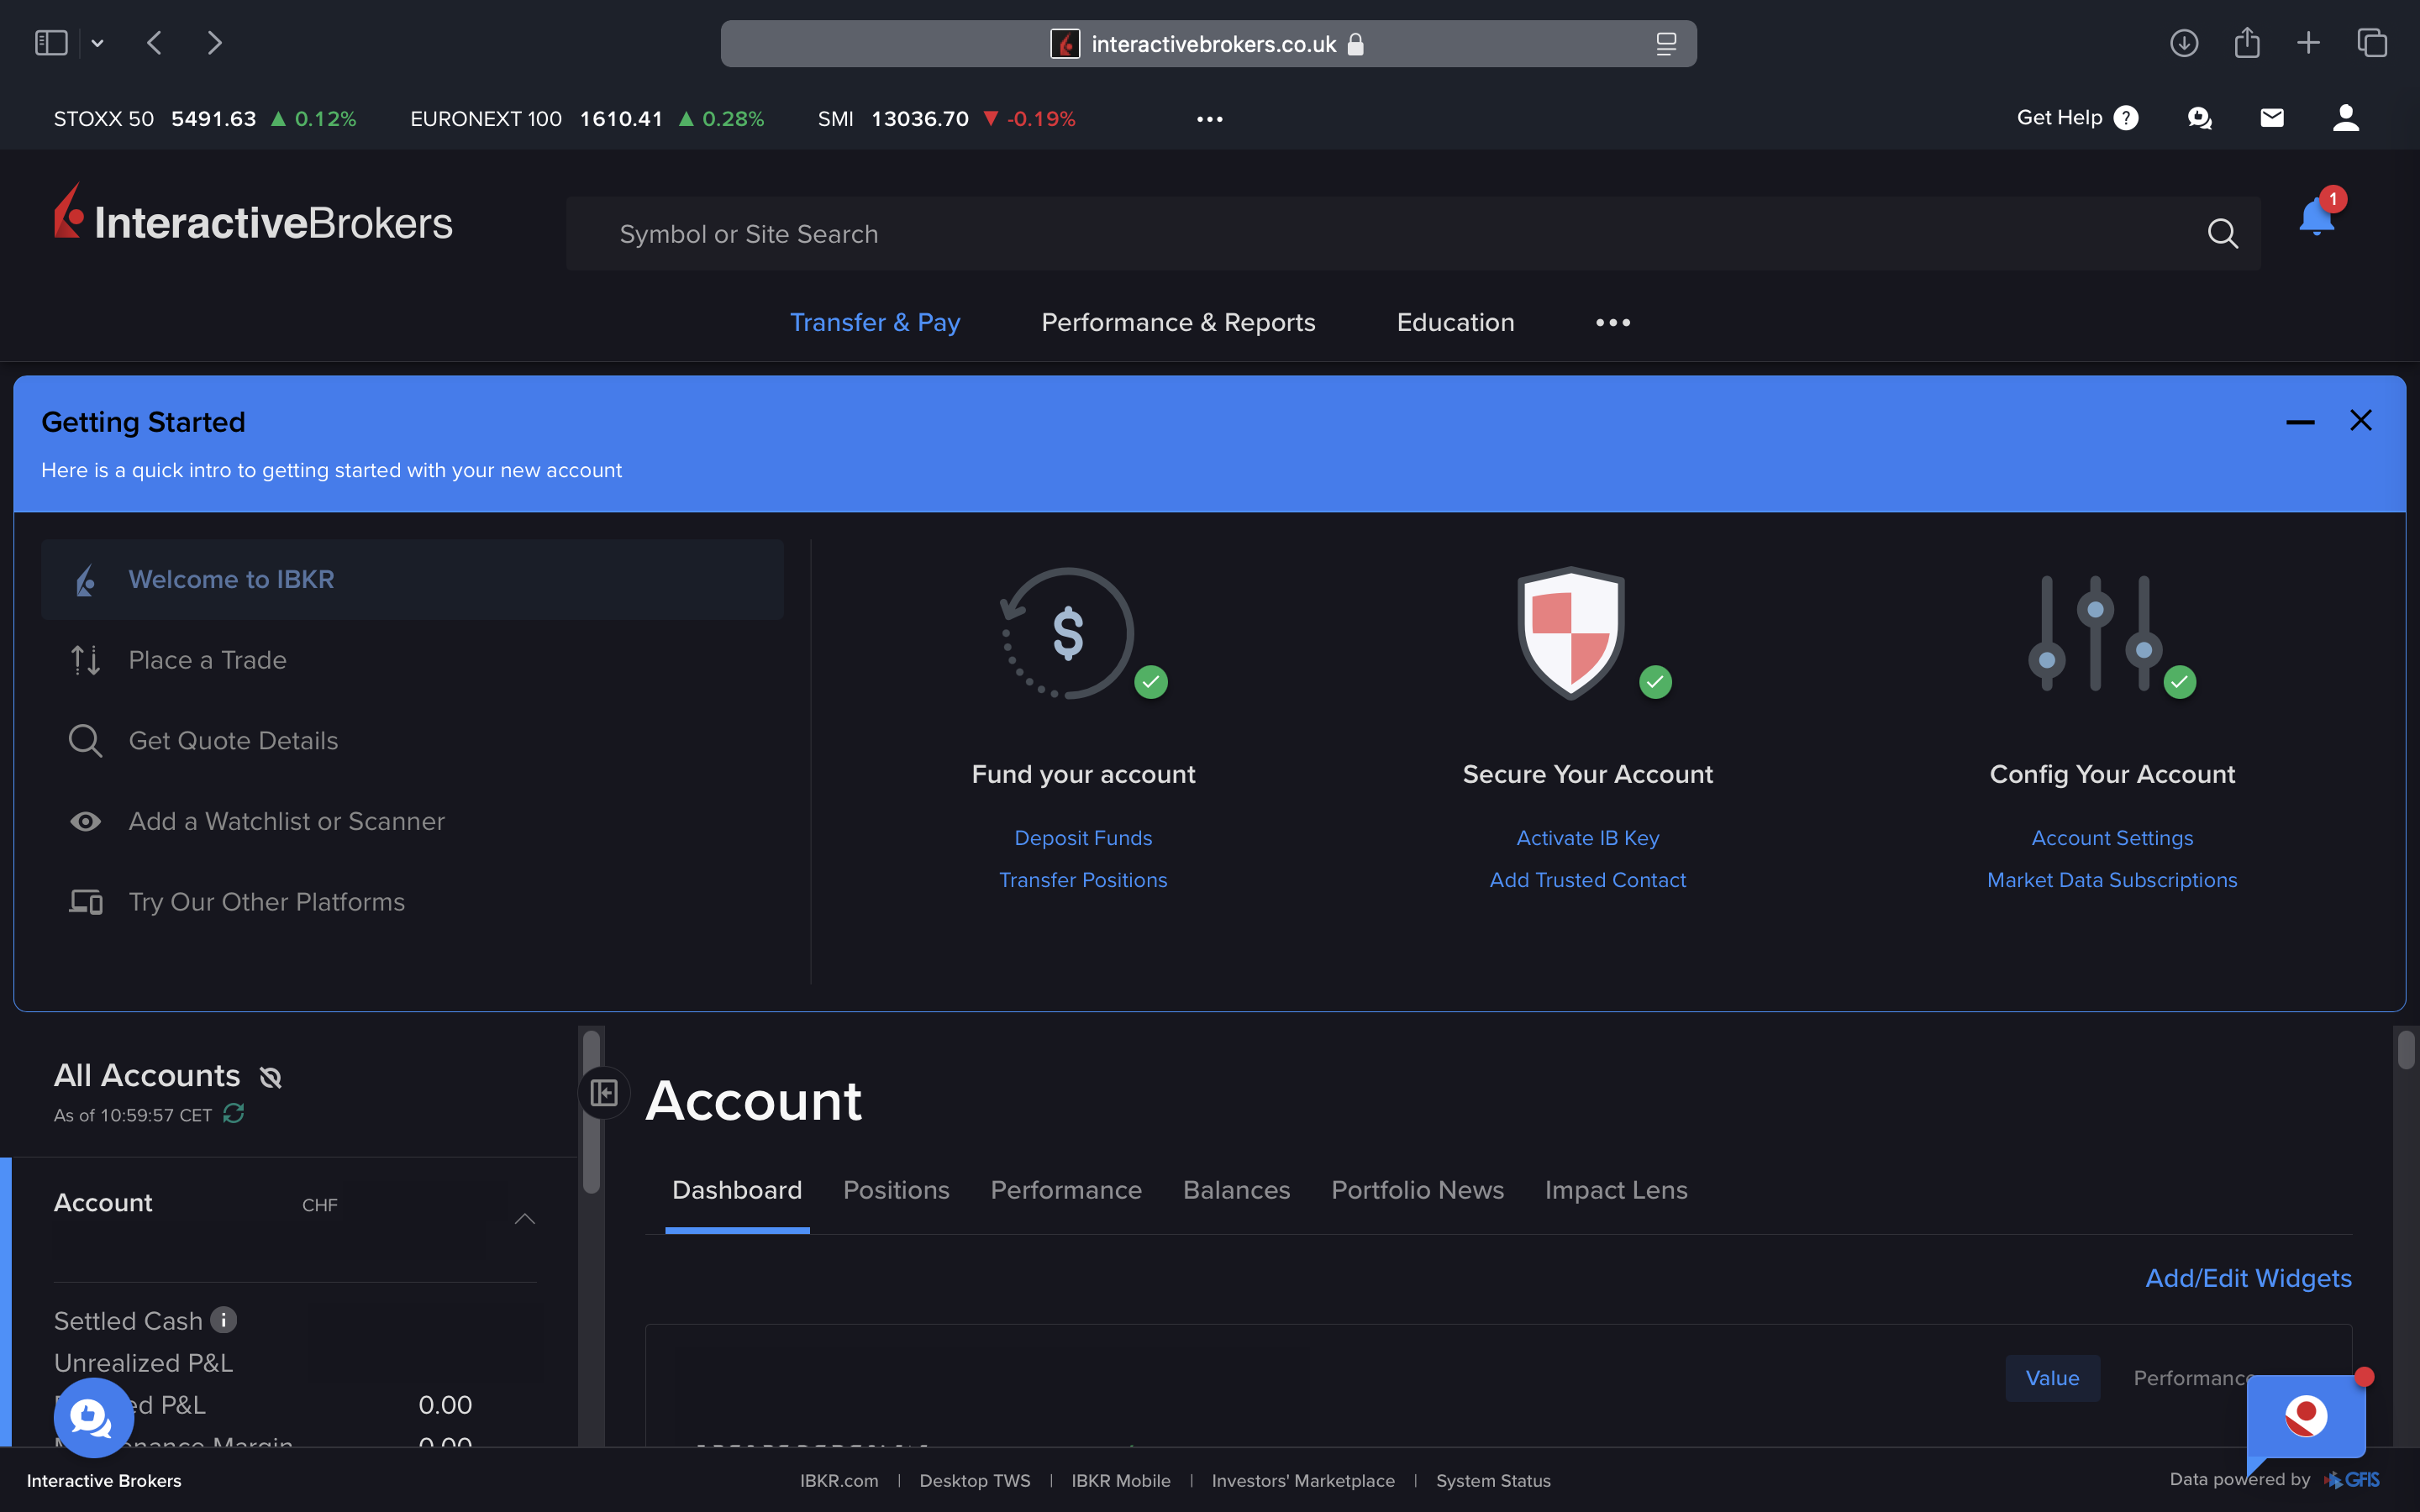 interactivebrokers.co.uk
STOXX 50 5491.63 ▲ 0.12% EURONEXT 100 1610.41 ▲ 0.28% SMI 13036.70 ▼ -0.19% ••• Get Help ?
InteractiveBrokers
Symbol or Site Search
1
Transfer & Pay Performance & Reports Education •••
Getting Started
Here is a quick intro to getting started with your new account
Welcome to IBKR
Place a Trade
Get Quote Details
Add a Watchlist or Scanner
Try Our Other Platforms
$
Fund your account
Deposit Funds
Transfer Positions
Secure Your Account
Activate IB Key
Add Trusted Contact
Config Your Account
Account Settings
Market Data Subscriptions
All Accounts
As of 10:59:57 CET
Account CHF
Settled Cash i
Unrealized P&L
ed P&L 0.00
0.00
Account
Dashboard Positions Performance Balances Portfolio News Impact Lens
Add/Edit Widgets
Value Performance
Interactive Brokers
IBKR.com | Desktop TWS | IBKR Mobile | Investors' Marketplace | System Status
Data powered by GFIS